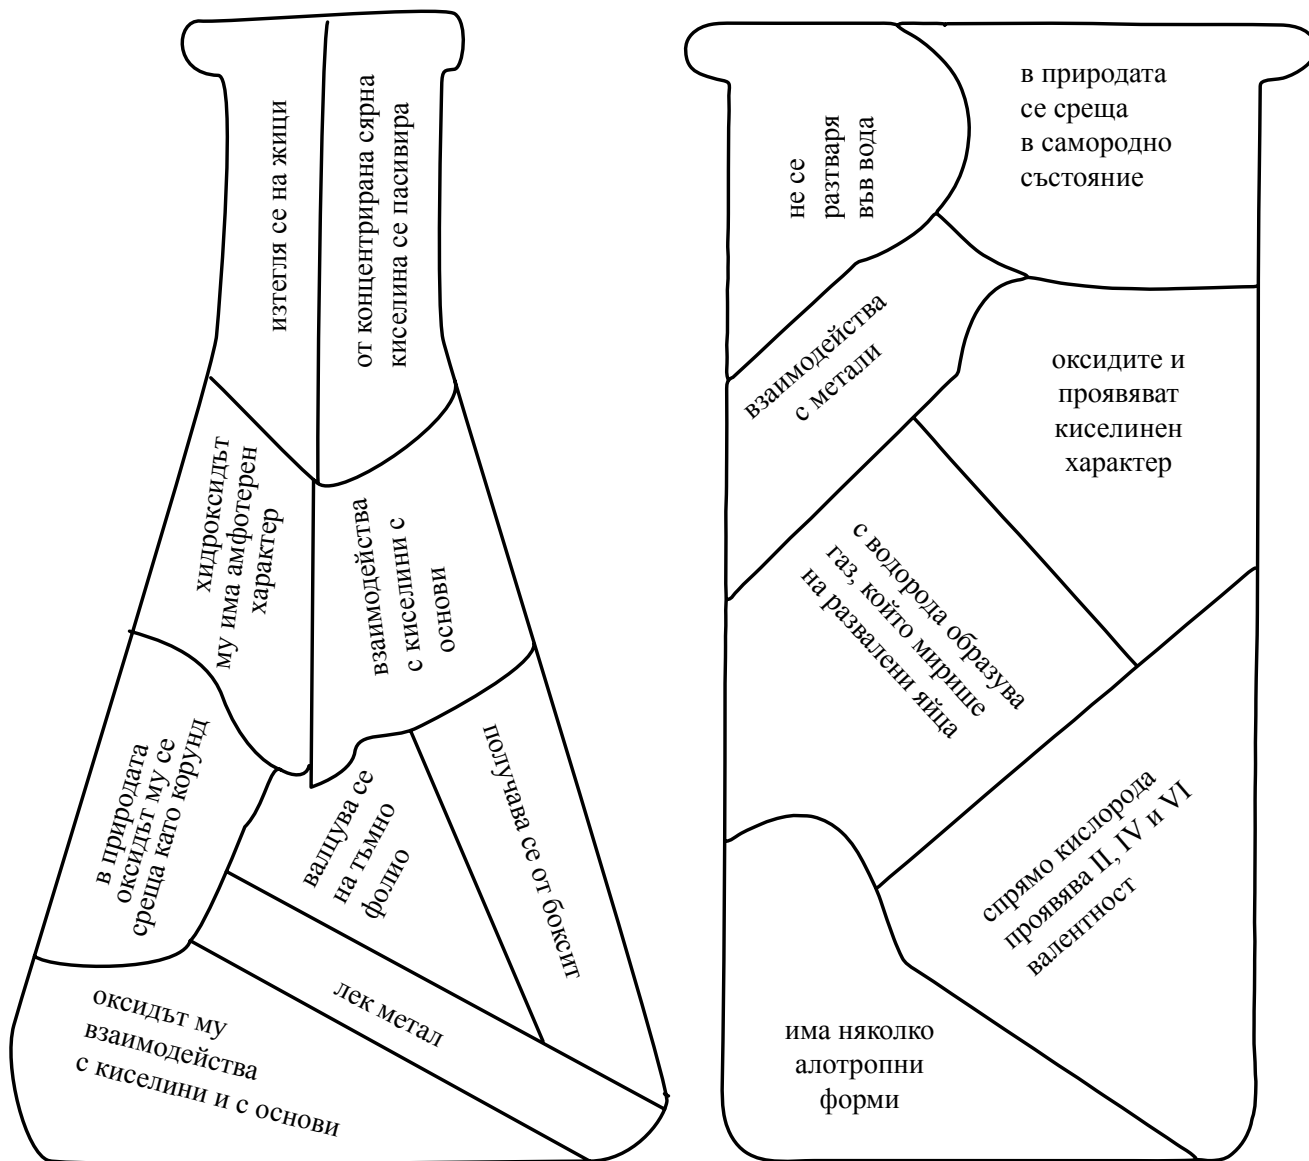 изтегля се на жици
от концентрирана сярна
киселина се пасивира
хидроксидът
му има амфотерен
характер
взаимодейства
с киселини с
основи
в природата
оксидът му се
среща като корунд
валцува се
на тъмно
фолио
получава се от боксит
лек метал
оксидът му
взаимодейства
с киселини и с основи
не се
разтваря
във вода
в природата
се среща
в самородно
състояние
взаимодейства
с метали
оксидите и
проявяват
киселинен
характер
с водорода образува
газ, който мирише
на развалени яйца
спрямо кислорода
проявява II, IV и VI
валентност
има няколко
алотропни
форми